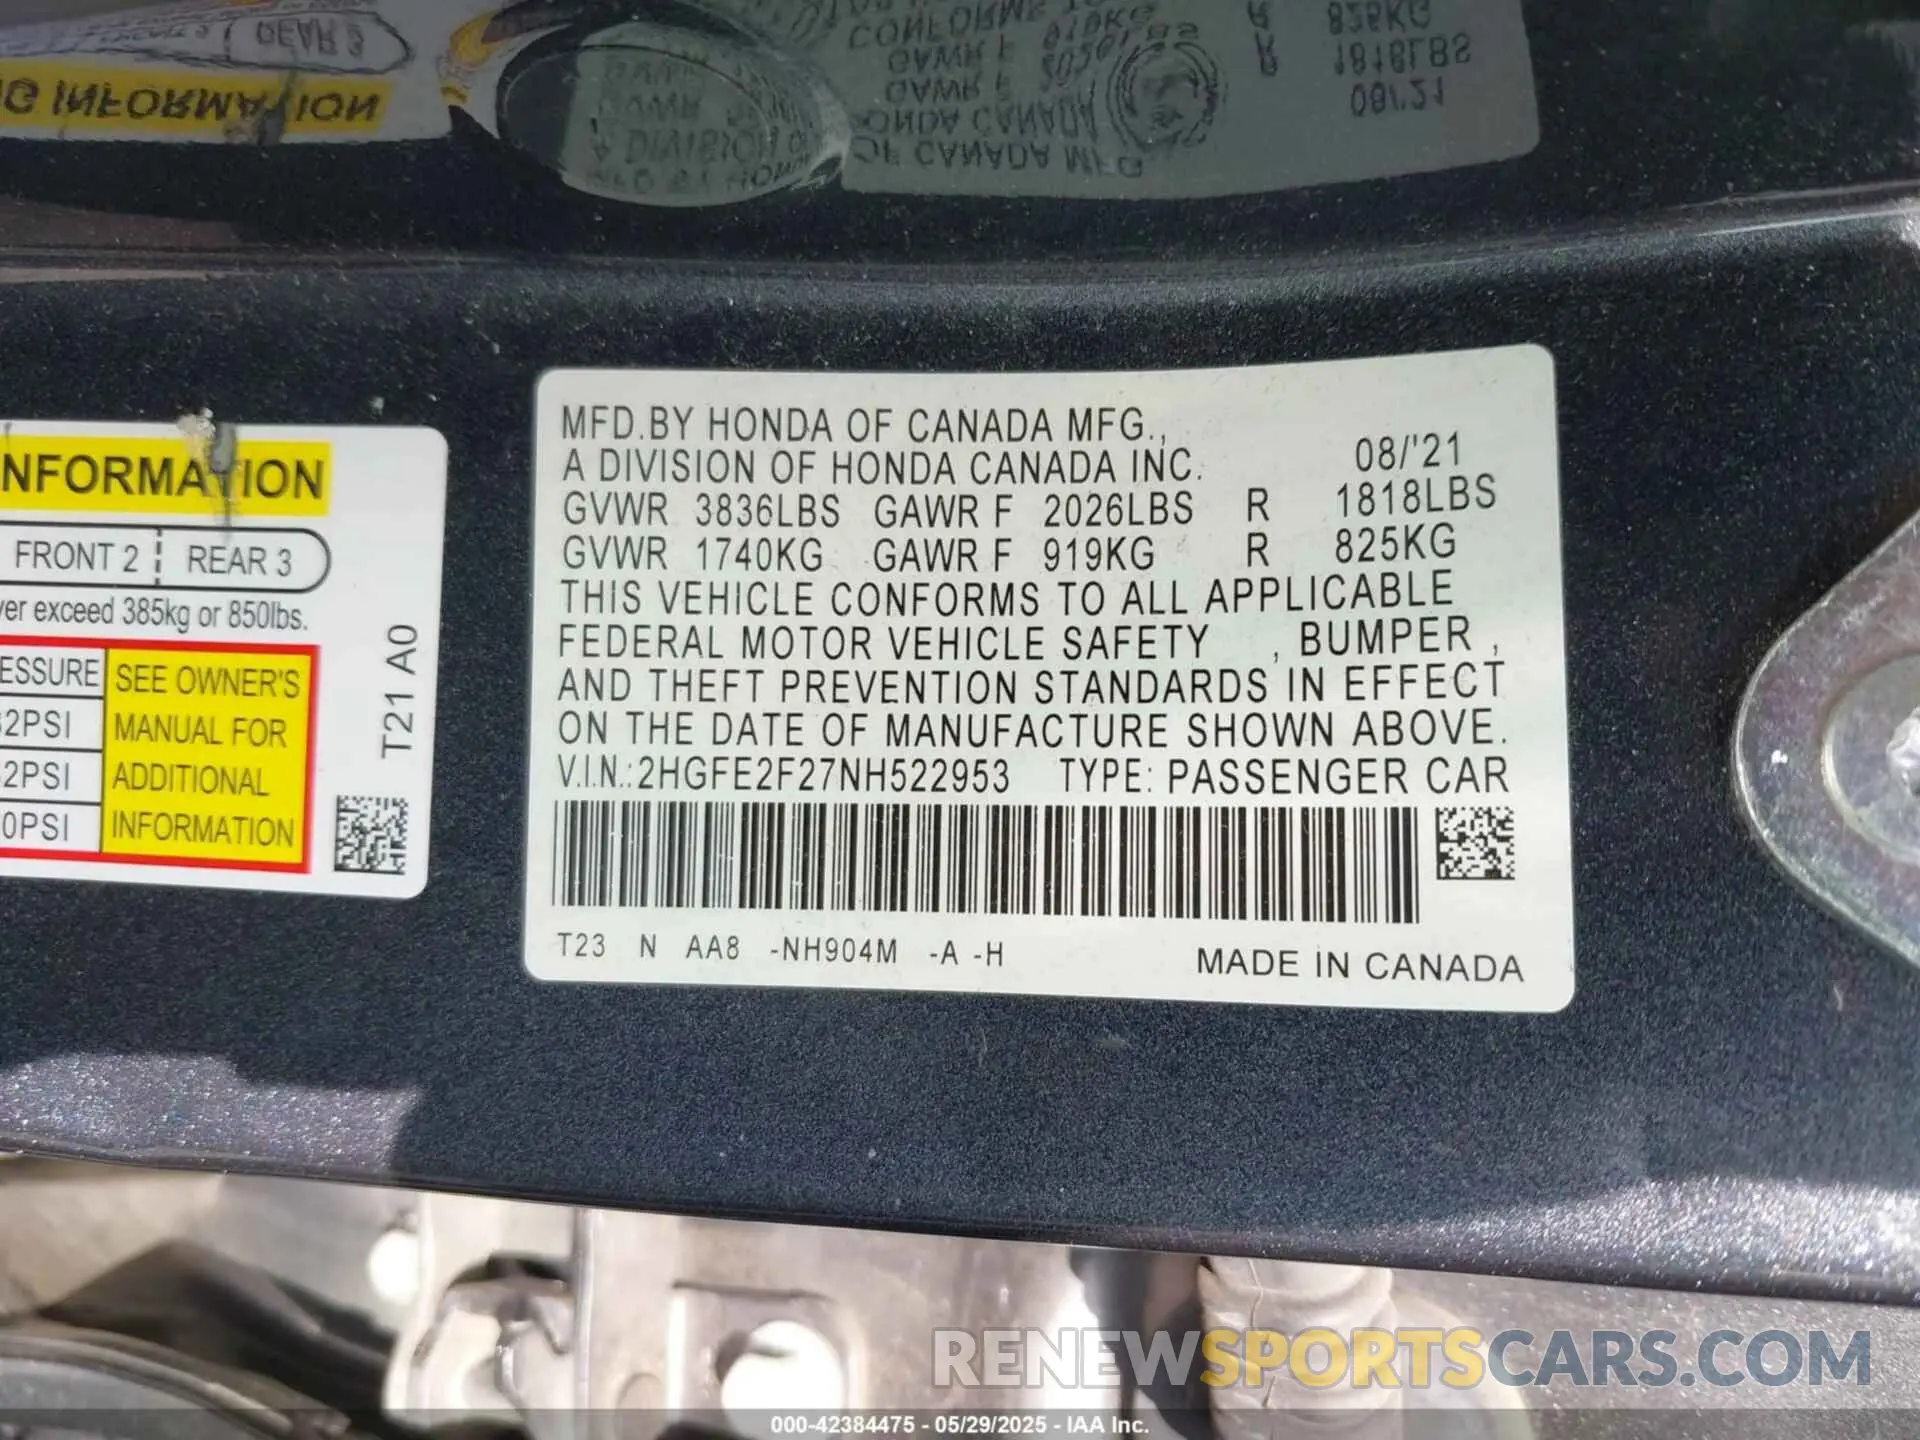 NFORMATION
FRONT 2 REAR 3
ver exceed 385kg or 850lbs.
ESSURE SEE OWNER'S
2PSI MANUAL FOR
2PSI ADDITIONAL
0PSI INFORMATION
T21 A0
MFD.BY HONDA OF CANADA MFG.,
A DIVISION OF HONDA CANADA INC. 08/'21
GVWR 3836LBS GAWR F 2026LBS R 1818LBS
GVWR 1740KG GAWR F 919KG R 825KG
THIS VEHICLE CONFORMS TO ALL APPLICABLE
FEDERAL MOTOR VEHICLE SAFETY , BUMPER ,
AND THEFT PREVENTION STANDARDS IN EFFECT
ON THE DATE OF MANUFACTURE SHOWN ABOVE.
V.I.N.:2HGFE2F27NH522953 TYPE: PASSENGER CAR
T23 N AA8 -NH904M -A -H
MADE IN CANADA
RENEWSPORTSCARS.COM
000-42384475 - 05/29/2025 - IAA Inc.